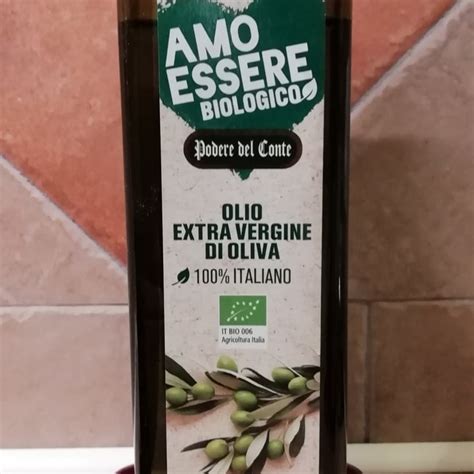 AMO
ESSERE
BIOLOGICO
Podere del Conte
OLIO
EXTRA VERGINE
DI OLIVA
100% ITALIANO
IT BIO 006
Agricoltura Italia